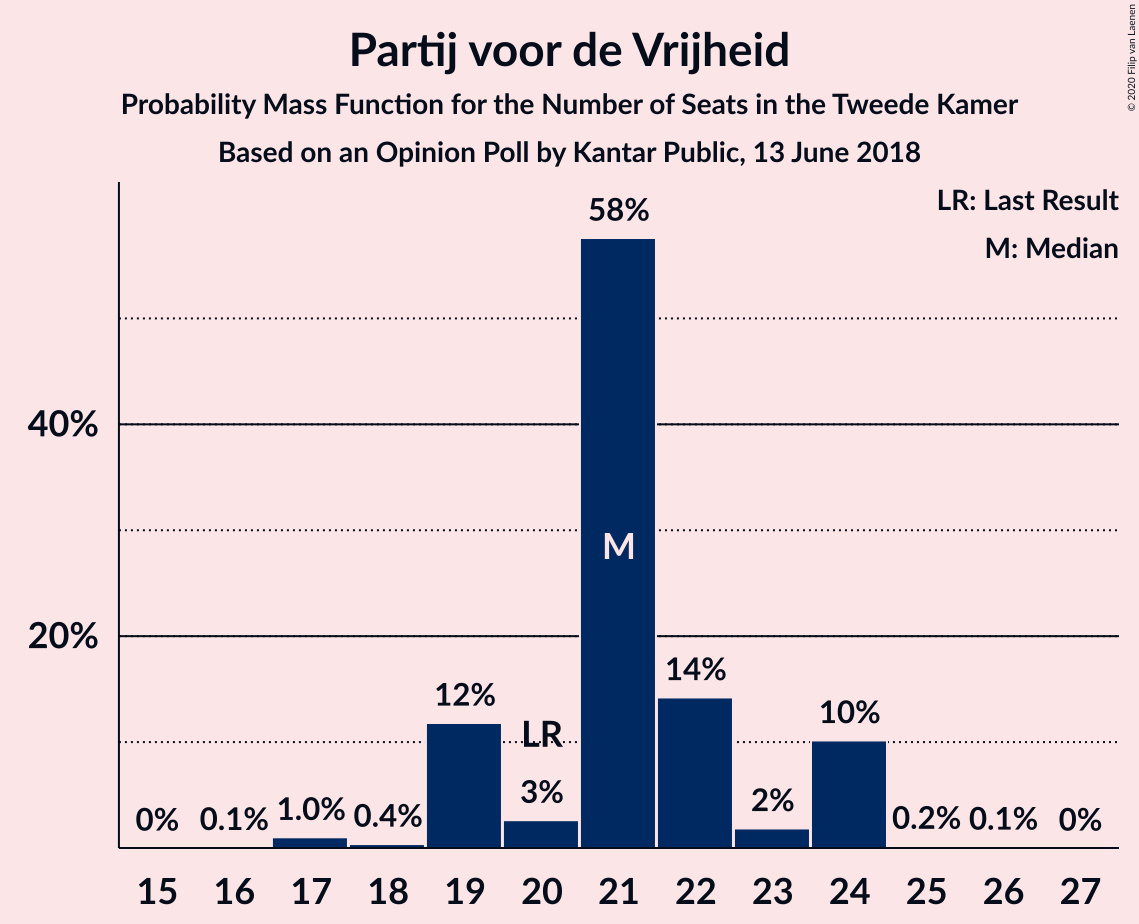 Partij voor de Vrijheid
Probability Mass Function for the Number of Seats in the Tweede Kamer
Based on an Opinion Poll by Kantar Public, 13 June 2018
© 2020 Filip van Laenen
LR: Last Result
M: Median
40%
20%
0%
0.1%
1.0%
0.4%
12%
LR
3%
58%
M
14%
2%
10%
0.2%
0.1%
0%
15 16 17 18 19 20 21 22 23 24 25 26 27